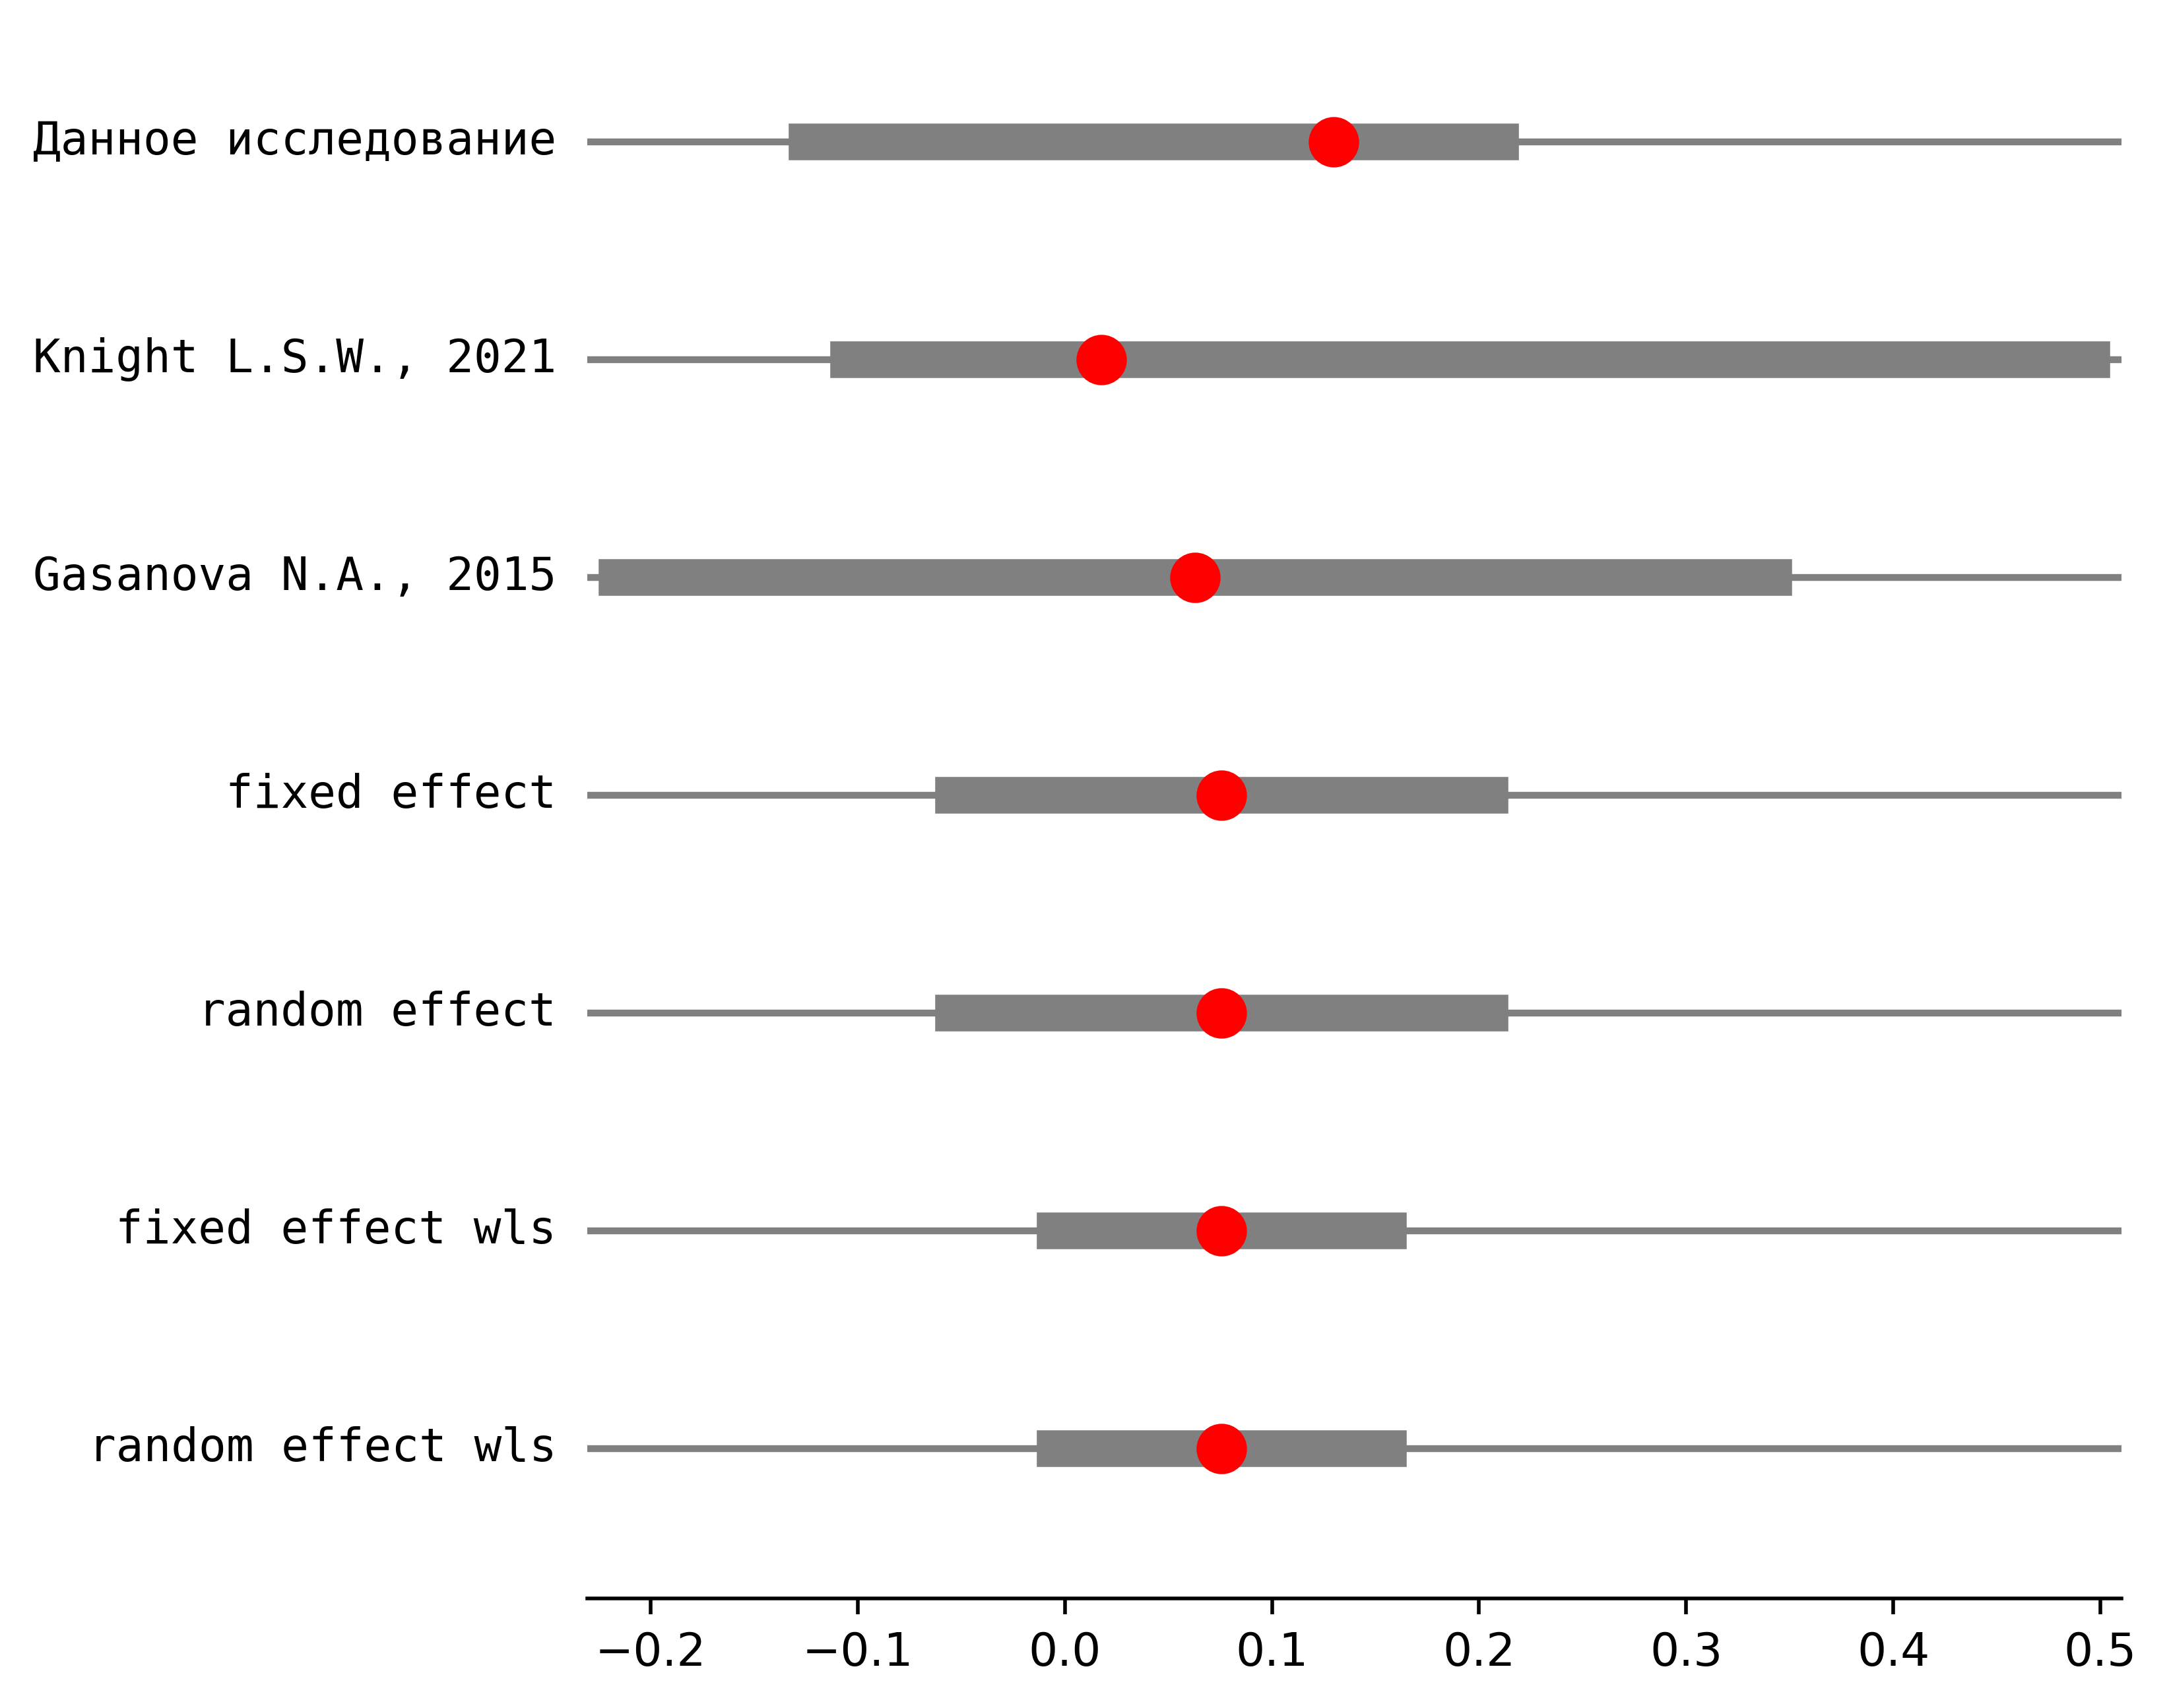 Данное исследование
Knight L.S.W., 2021
Gasanova N.A., 2015
fixed effect
random effect
fixed effect wls
random effect wls
−0.2 −0.1 0.0 0.1 0.2 0.3 0.4 0.5